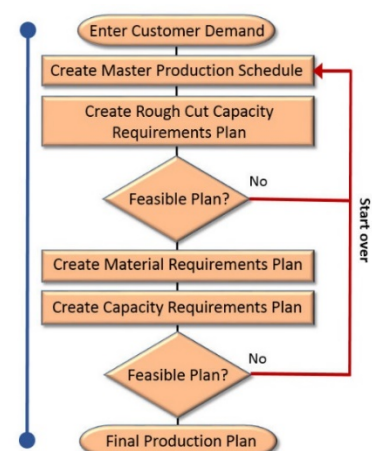 Enter Customer Demand
Create Master Production Schedule
Create Rough Cut Capacity
Requirements Plan
Feasible Plan?
No
Start over
Create Material Requirements Plan
Create Capacity Requirements Plan
Feasible Plan?
No
Final Production Plan